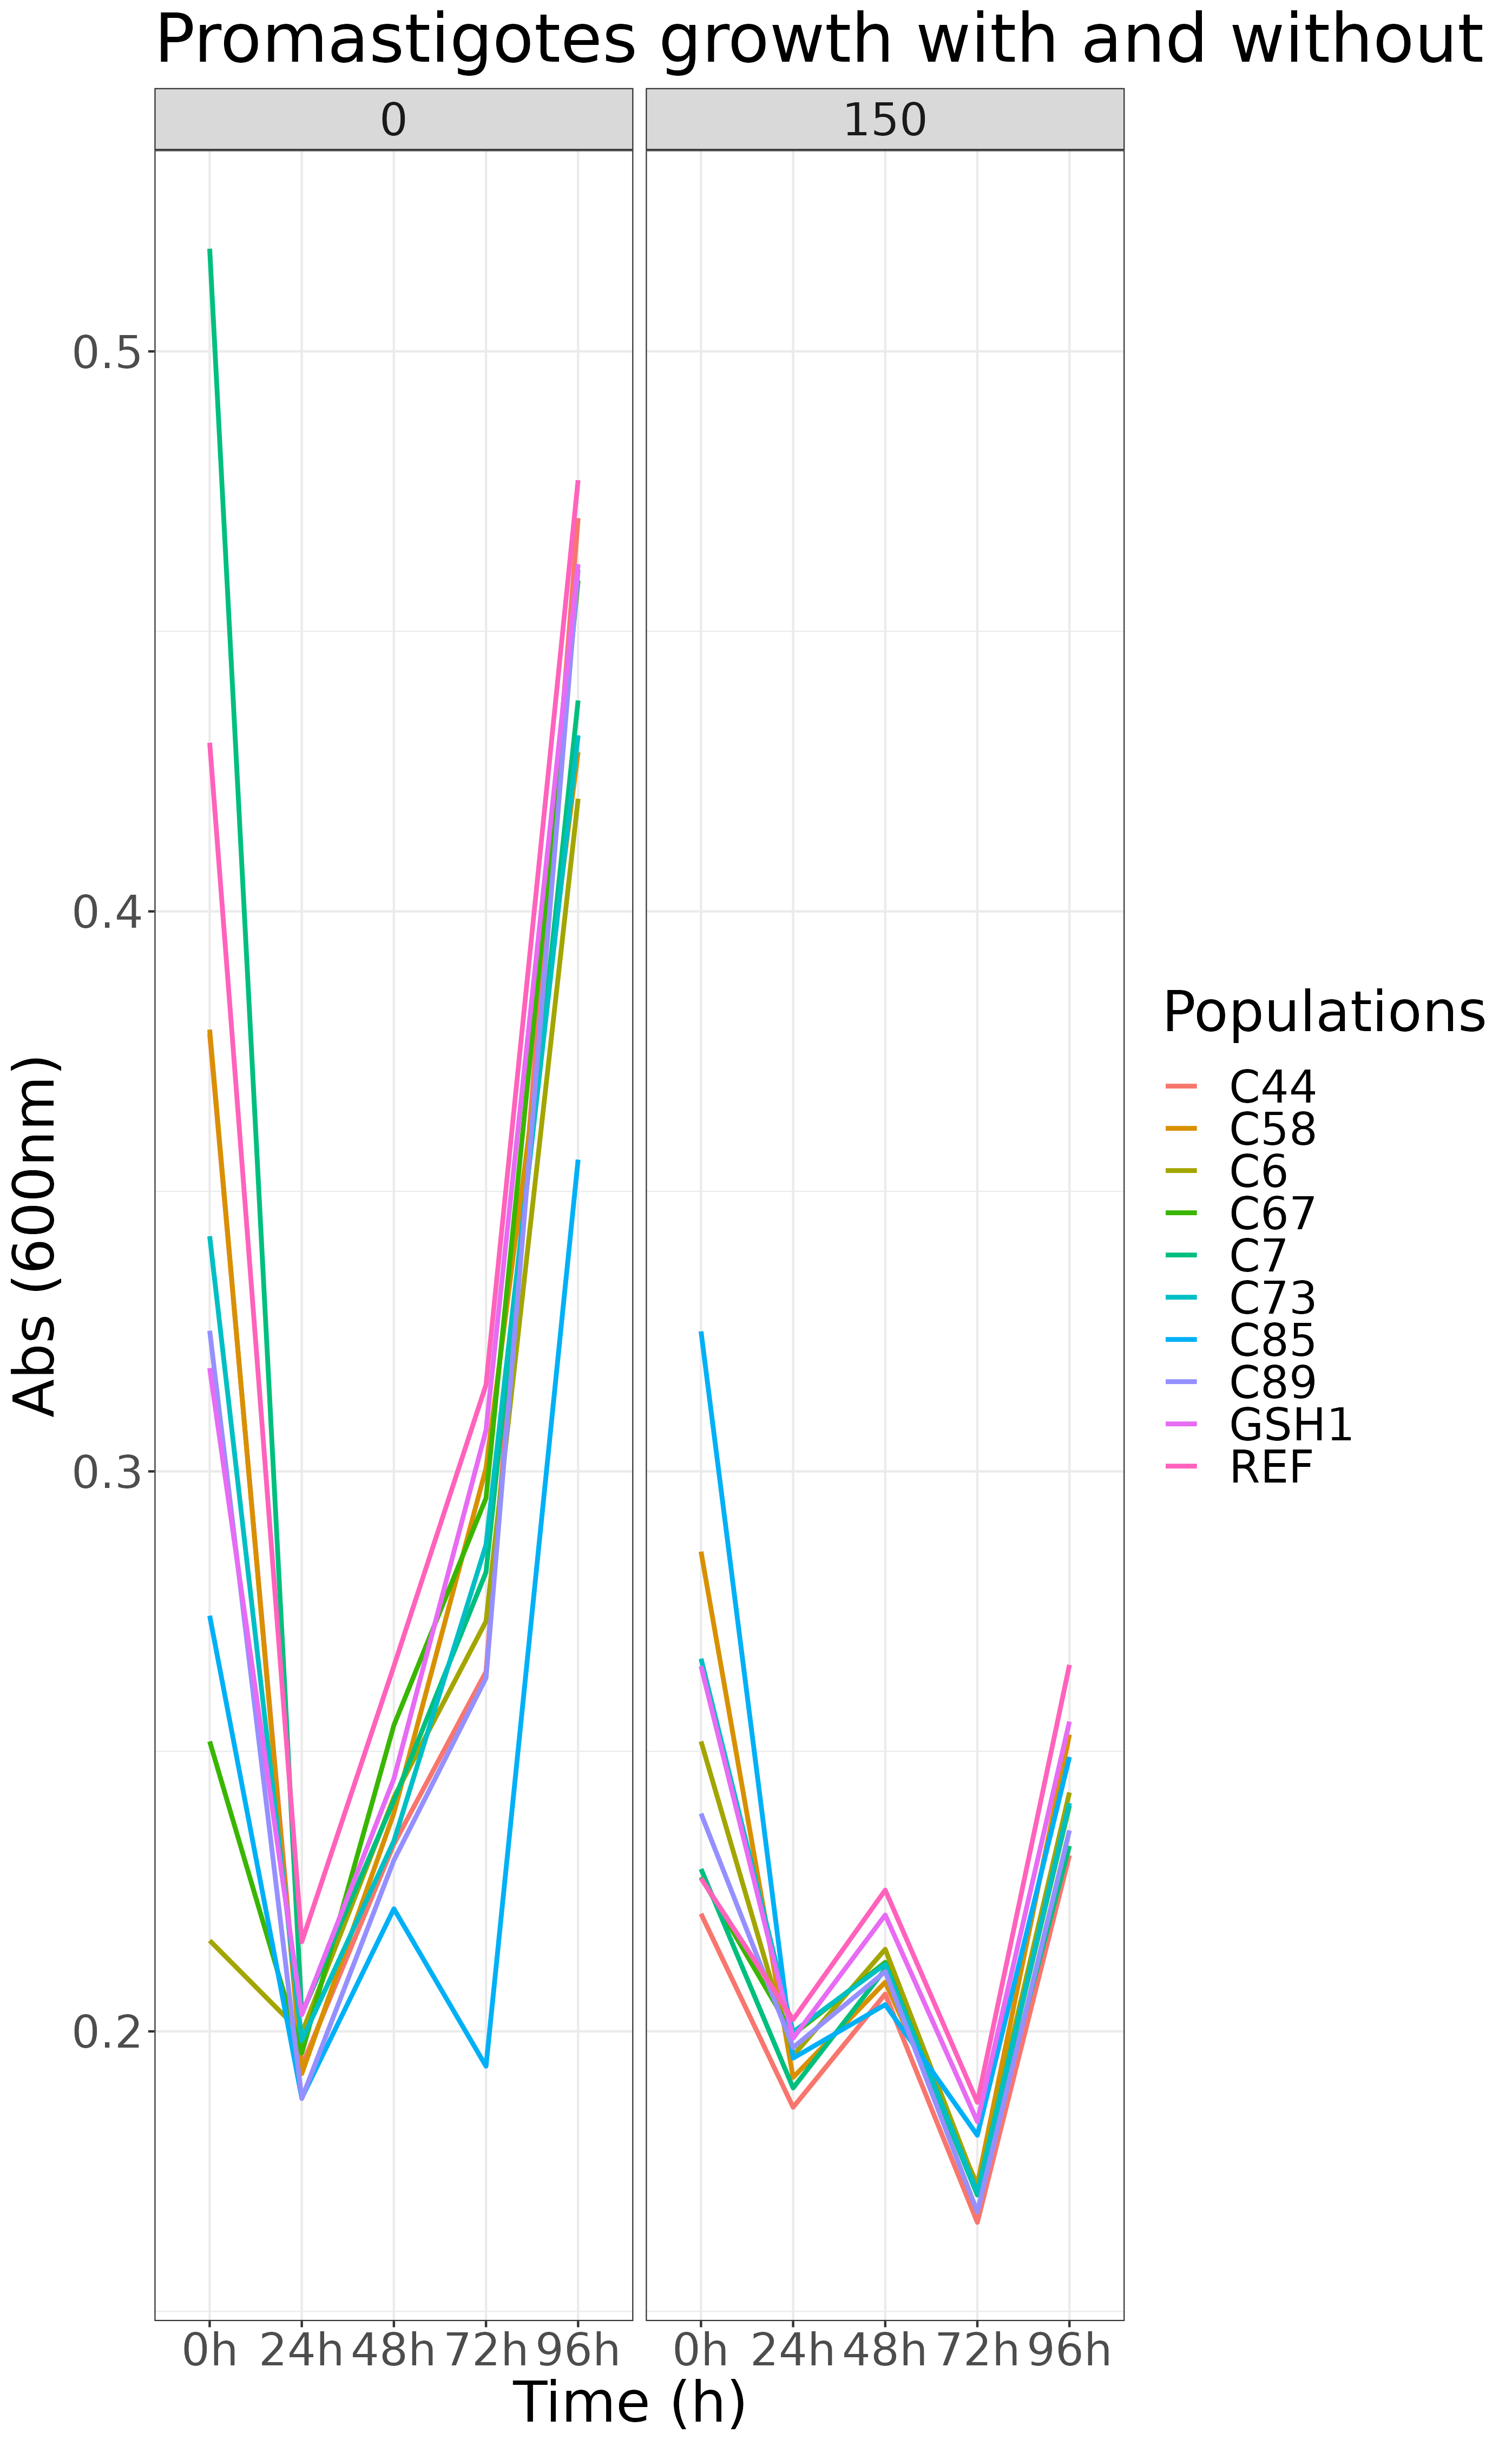 Promastigotes growth with and without
0
150
0.5
0.4
0.3
0.2
Abs (600nm)
0h 24h 48h 72h 96h
0h 24h 48h 72h 96h
Time (h)
Populations
C44
C58
C6
C67
C7
C73
C85
C89
GSH1
REF